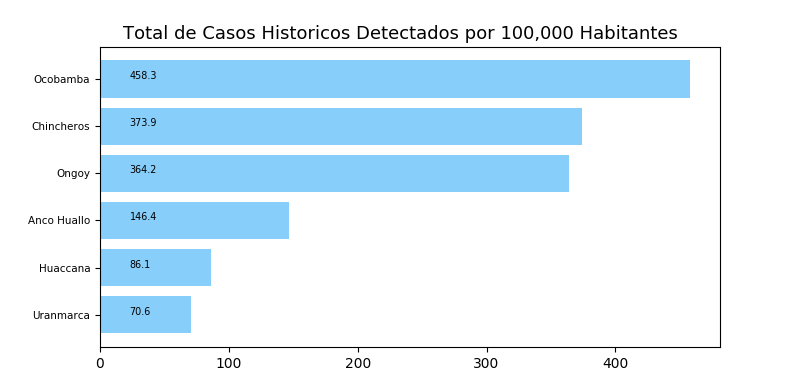 Total de Casos Historicos Detectados por 100,000 Habitantes
Ocobamba 458.3
Chincheros 373.9
Ongoy 364.2
Anco Huallo 146.4
Huaccana 86.1
Uranmarca 70.6
0 100 200 300 400